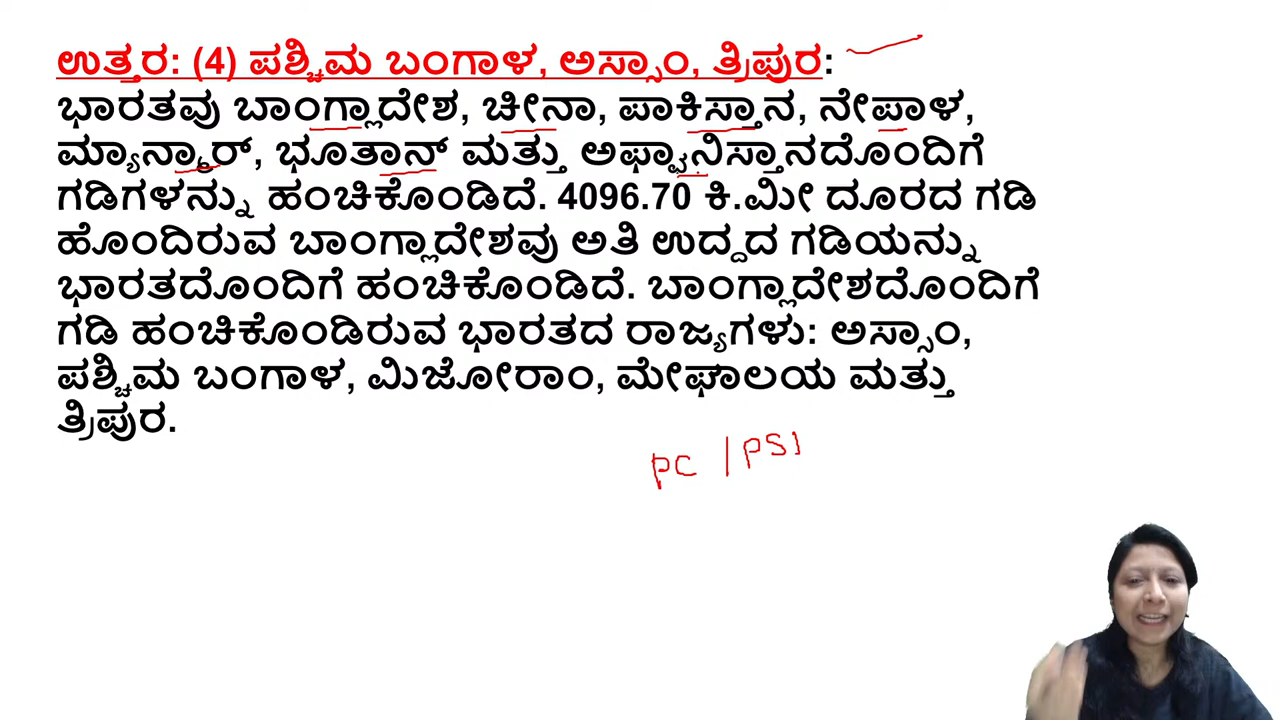 ಉತ್ತರ: (4) ಪಶ್ಚಿಮ ಬಂಗಾಳ, ಅಸ್ಸಾಂ, ತ್ರಿಪುರ:
ಭಾರತವು ಬಾಂಗ್ಲಾದೇಶ, ಚೀನಾ, ಪಾಕಿಸ್ತಾನ, ನೇಪಾಳ,
ಮ್ಯಾನ್ಮಾರ್, ಭೂತಾನ್ ಮತ್ತು ಅಫ್ಘಾನಿಸ್ತಾನದೊಂದಿಗೆ
ಗಡಿಗಳನ್ನು ಹಂಚಿಕೊಂಡಿದೆ. 4096.70 ಕಿ.ಮೀ ದೂರದ ಗಡಿ
ಹೊಂದಿರುವ ಬಾಂಗ್ಲಾದೇಶವು ಅತಿ ಉದ್ದದ ಗಡಿಯನ್ನು
ಭಾರತದೊಂದಿಗೆ ಹಂಚಿಕೊಂಡಿದೆ. ಬಾಂಗ್ಲಾದೇಶದೊಂದಿಗೆ
ಗಡಿ ಹಂಚಿಕೊಂಡಿರುವ ಭಾರತದ ರಾಜ್ಯಗಳು: ಅಸ್ಸಾಂ,
ಪಶ್ಚಿಮ ಬಂಗಾಳ, ಮಿಜೋರಾಂ, ಮೇಘಾಲಯ ಮತ್ತು
ತ್ರಿಪುರ.
PC / PSI